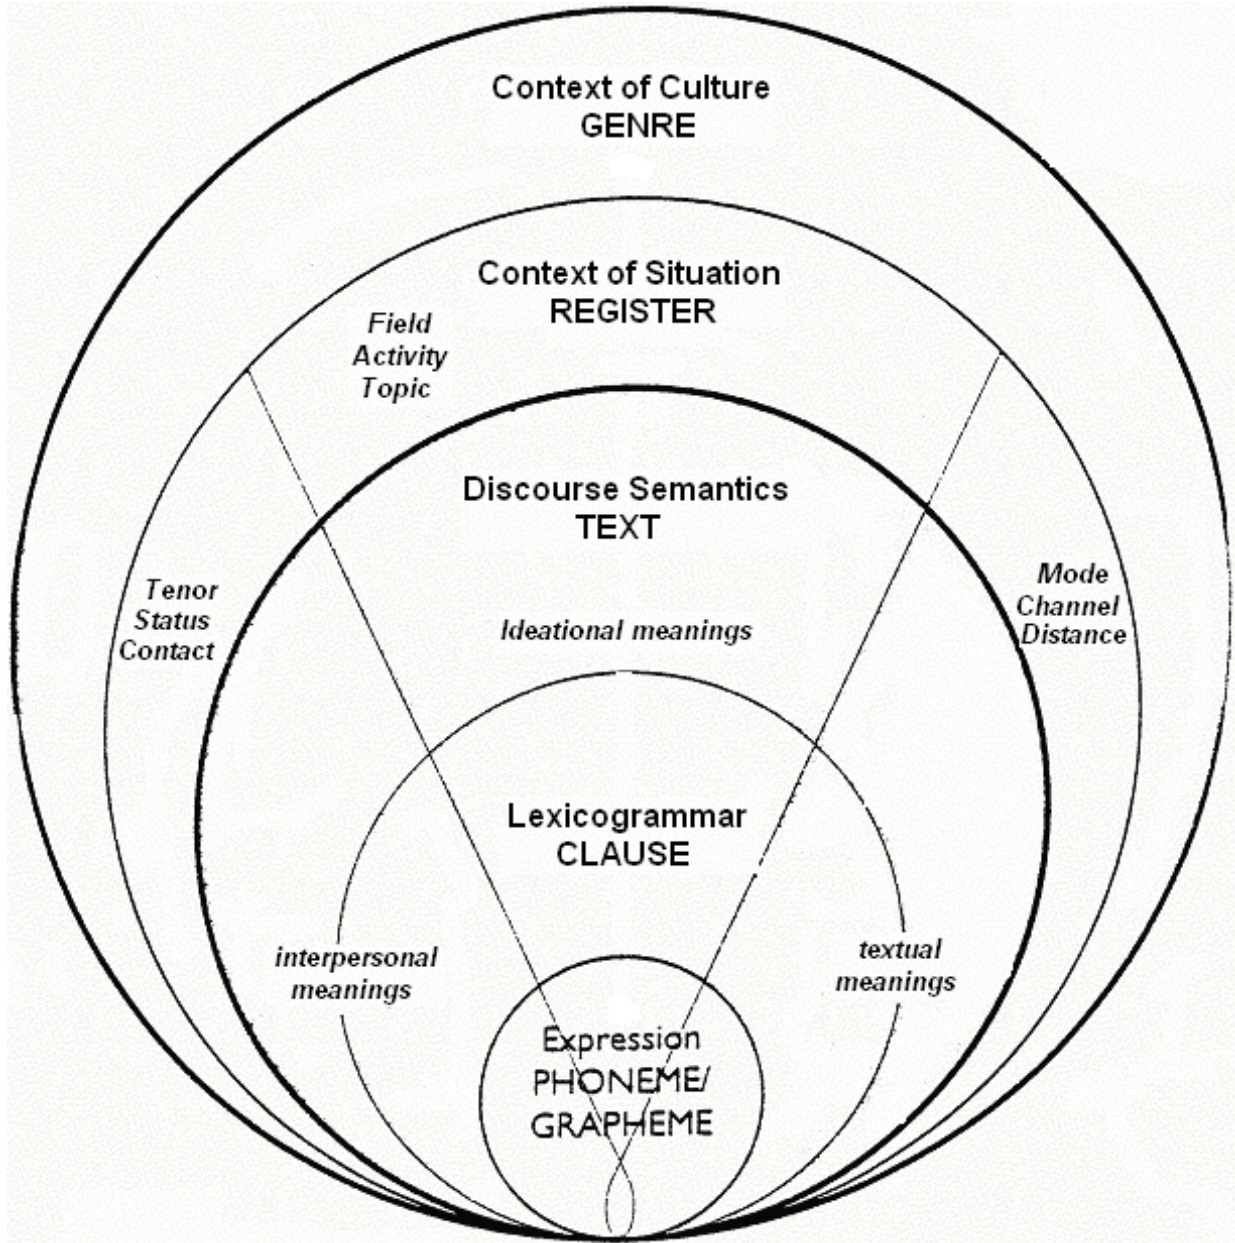 Context of Culture
GENRE
Context of Situation
REGISTER
Field
Activity
Topic
Discourse Semantics
TEXT
Tenor
Status
Contact
Mode
Channel
Distance
Ideational meanings
Lexicogrammar
CLAUSE
interpersonal
meanings
textual
meanings
Expression
PHONEME/
GRAPHEME